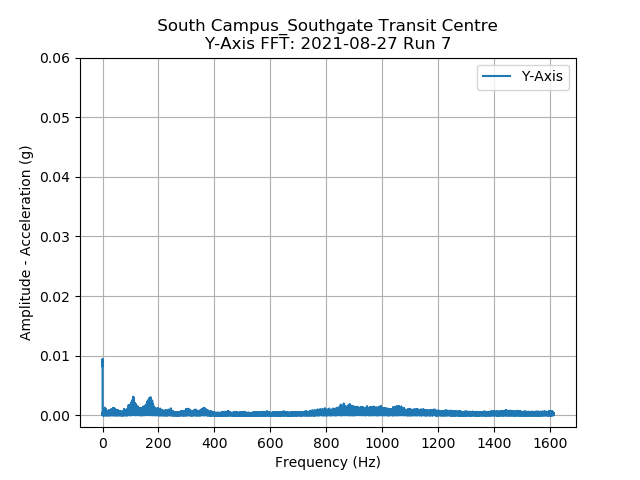 South Campus_Southgate Transit Centre
Y-Axis FFT: 2021-08-27 Run 7
Y-Axis
0.06
0.05
0.04
0.03
0.02
0.01
0.00
Amplitude - Acceleration (g)
0 200 400 600 800 1000 1200 1400 1600
Frequency (Hz)